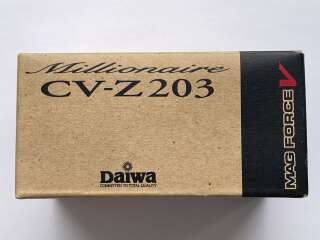 Millionaire
CV-Z203
Daiwa
COMMITTED TO TOTAL QUALITY
MAG FORCE V